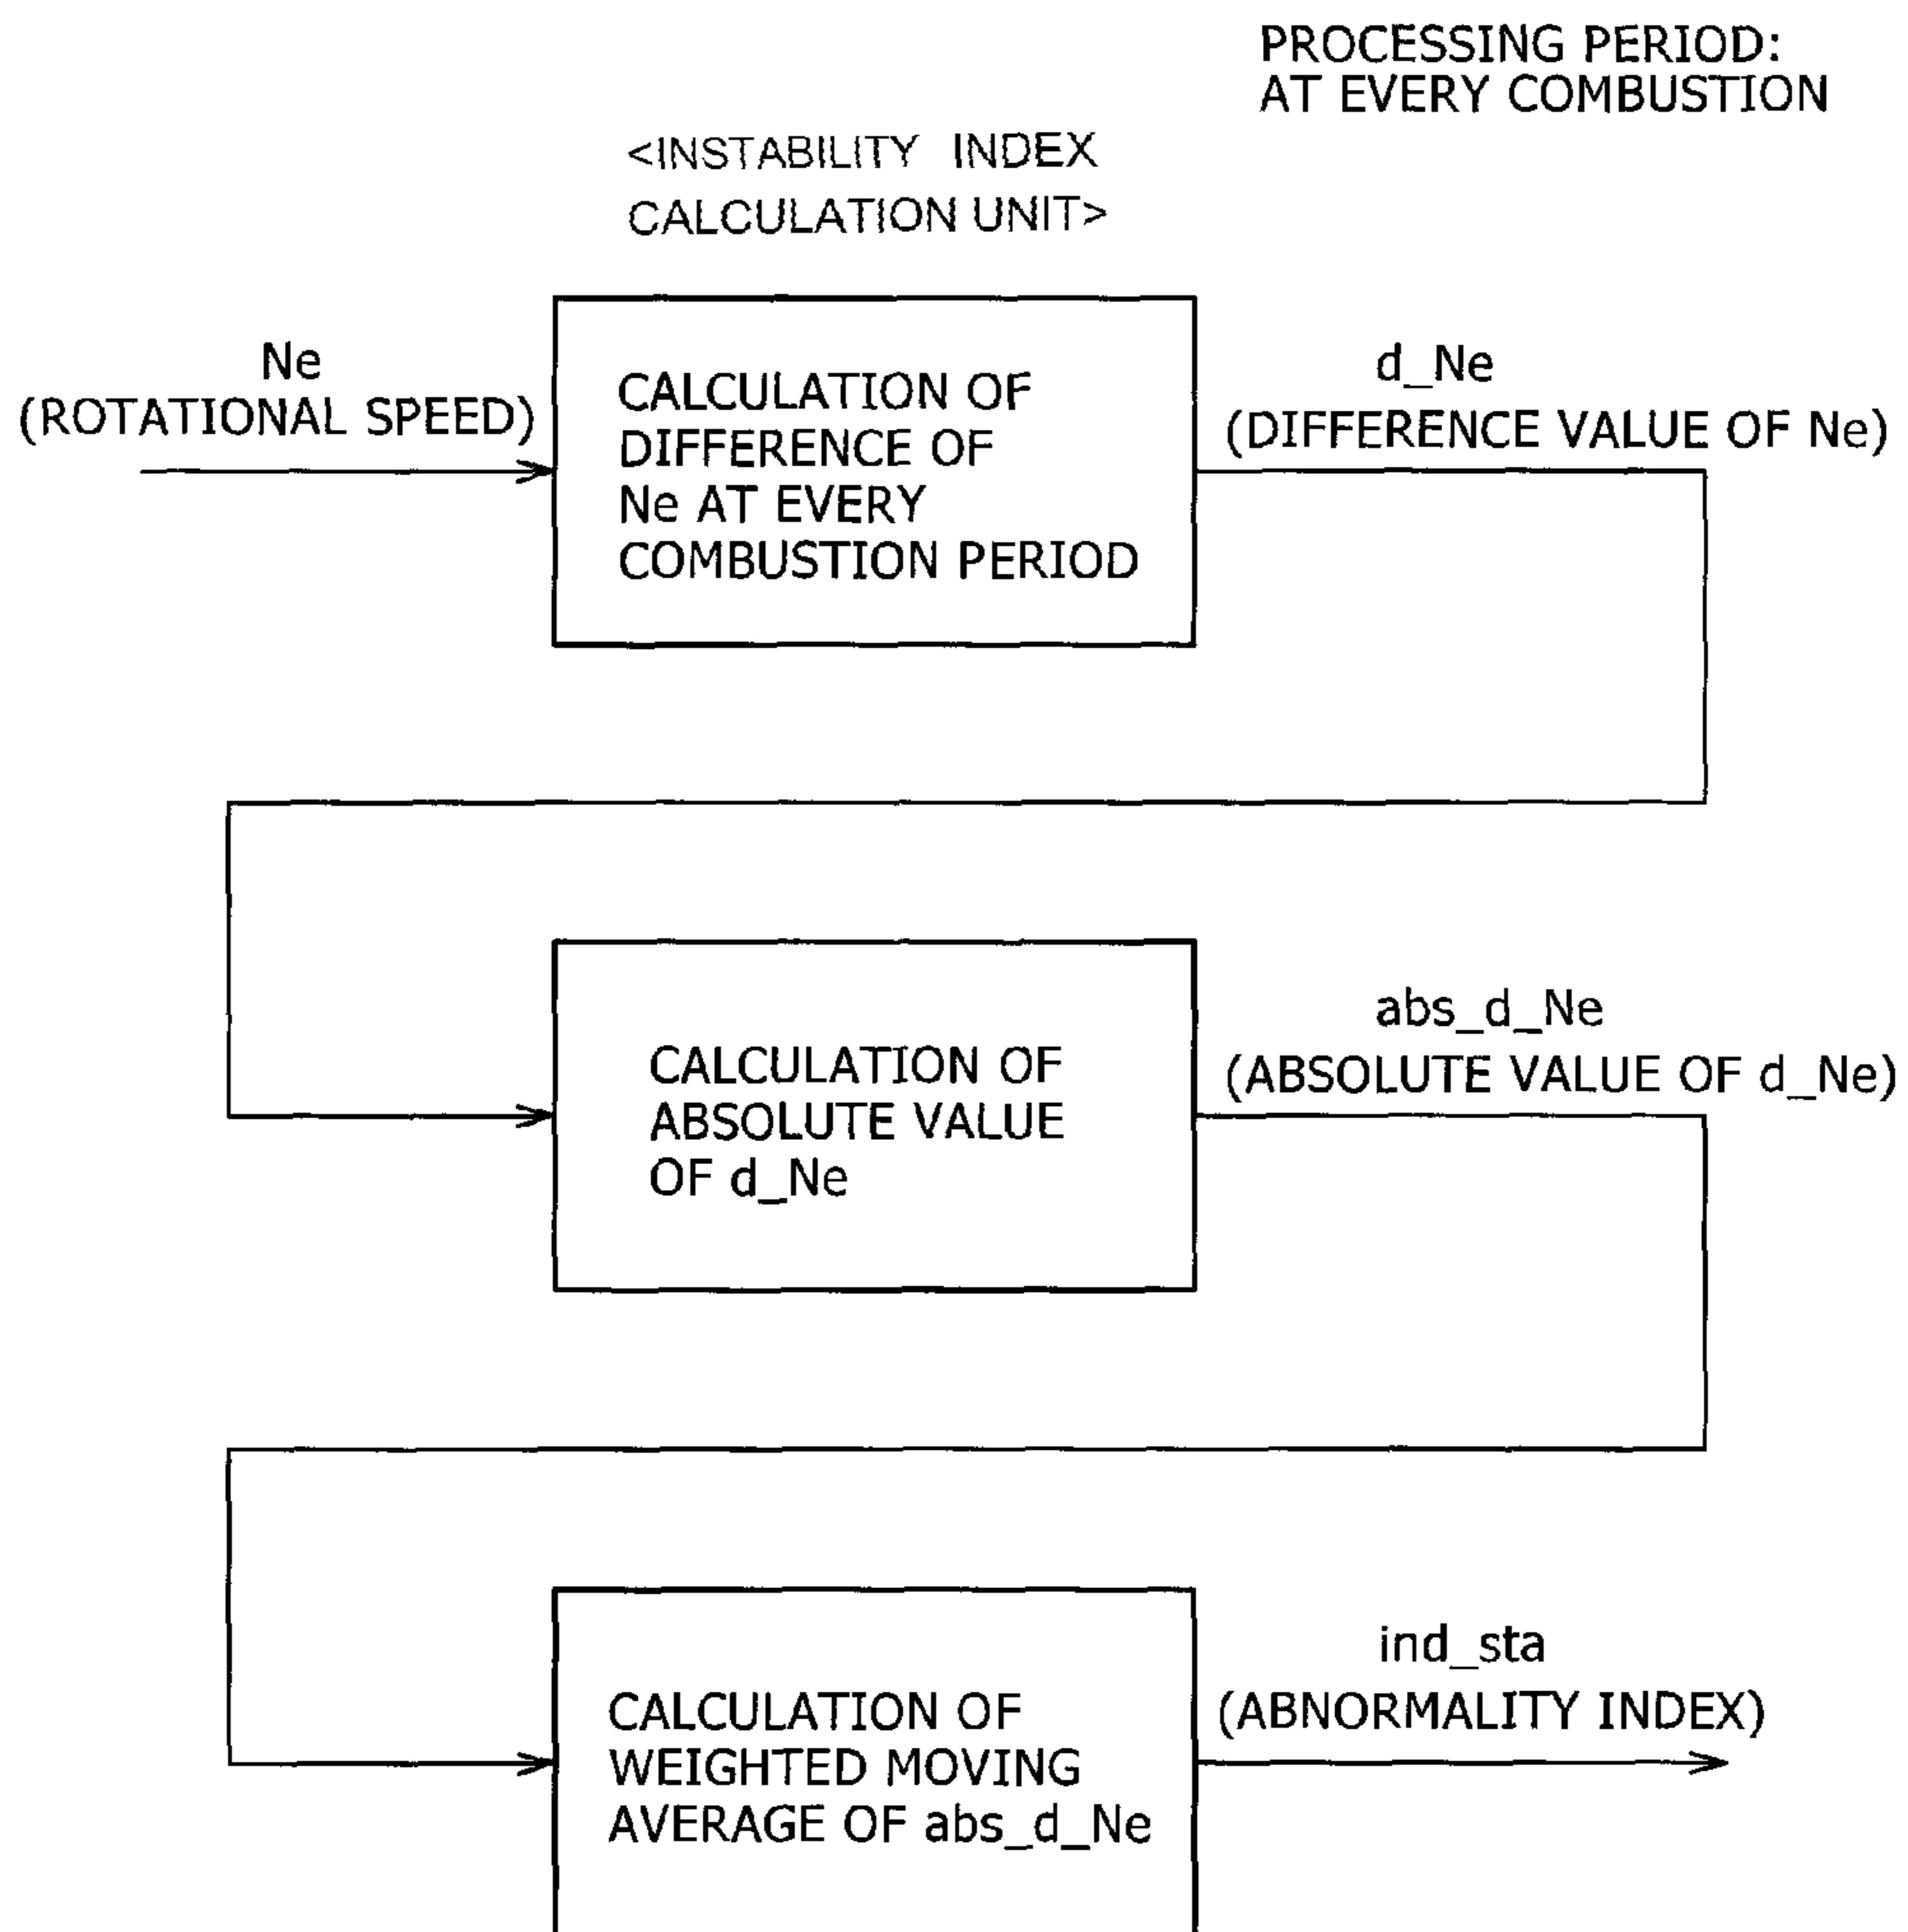 PROCESSING PERIOD:
AT EVERY COMBUSTION
<INSTABILITY INDEX
CALCULATION UNIT>
Ne
(ROTATIONAL SPEED)
CALCULATION OF
DIFFERENCE OF
Ne AT EVERY
COMBUSTION PERIOD
d_Ne
(DIFFERENCE VALUE OF Ne)
CALCULATION OF
ABSOLUTE VALUE
OF d_Ne
abs_d_Ne
(ABSOLUTE VALUE OF d_Ne)
CALCULATION OF
WEIGHTED MOVING
AVERAGE OF abs_d_Ne
ind_sta
(ABNORMALITY INDEX)